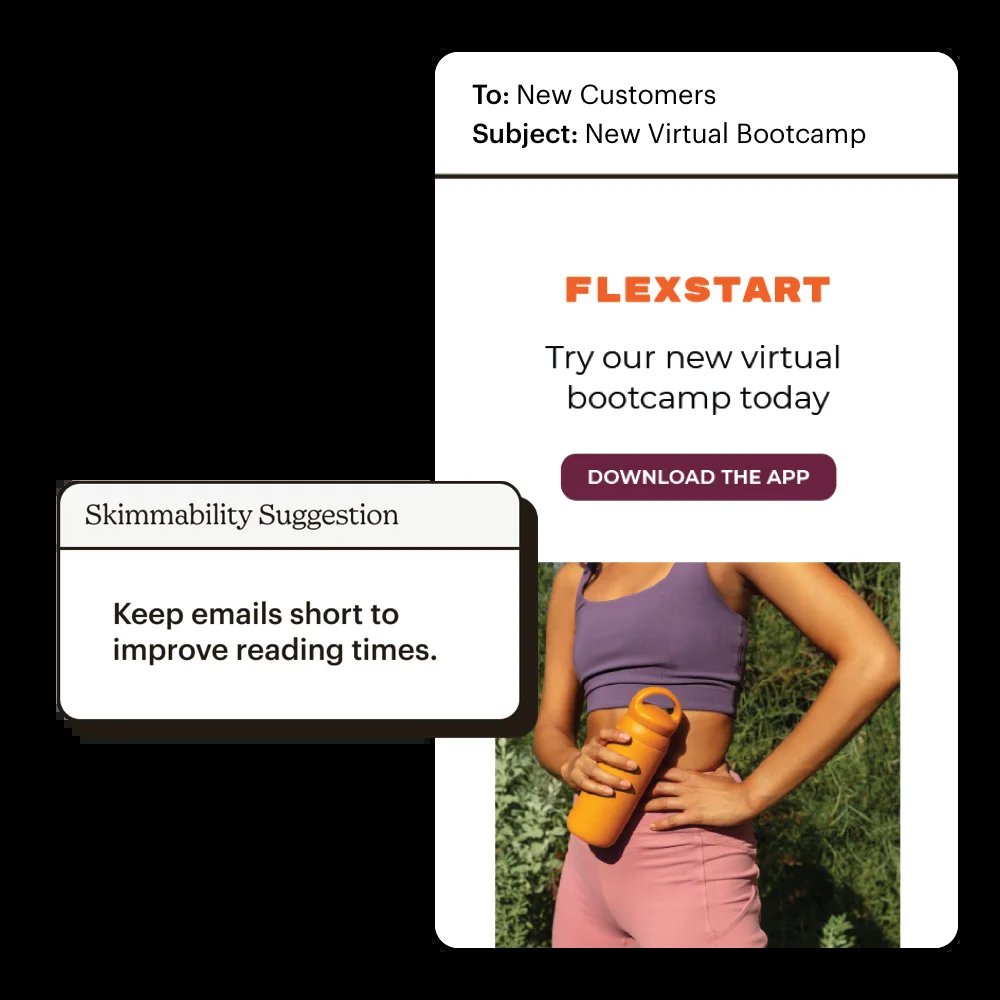 To: New Customers
Subject: New Virtual Bootcamp
FLEXSTART
Try our new virtual
bootcamp today
DOWNLOAD THE APP
Skimmability Suggestion
Keep emails short to
improve reading times.